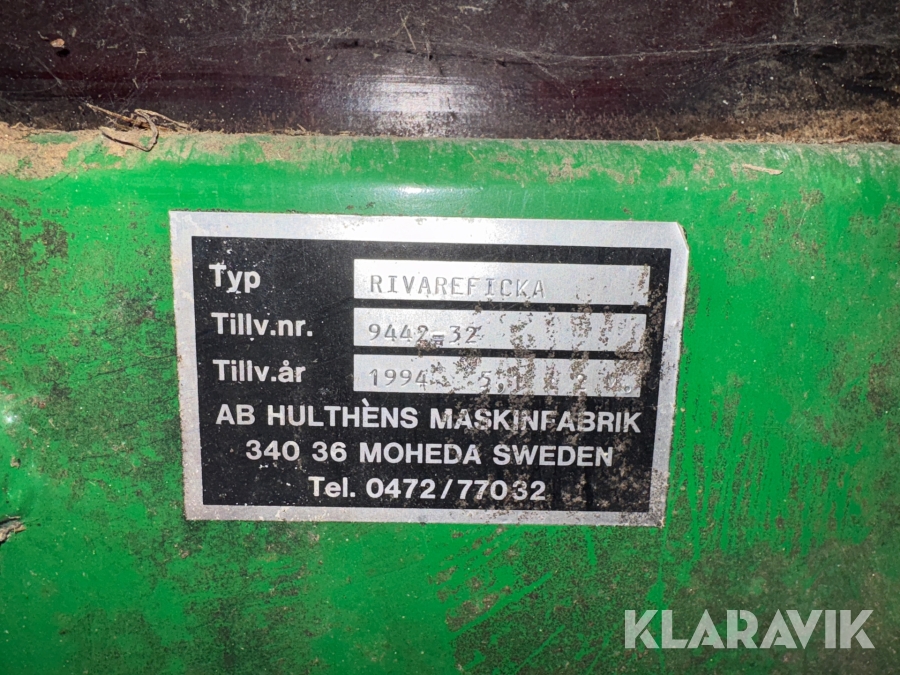 Typ RIVAREFICKA
Tillv.nr. 9442-32
Tillv.år 1994
AB HULTHÈNS MASKINFABRIK
340 36 MOHEDA SWEDEN
Tel. 0472/77032
KLARAVIK